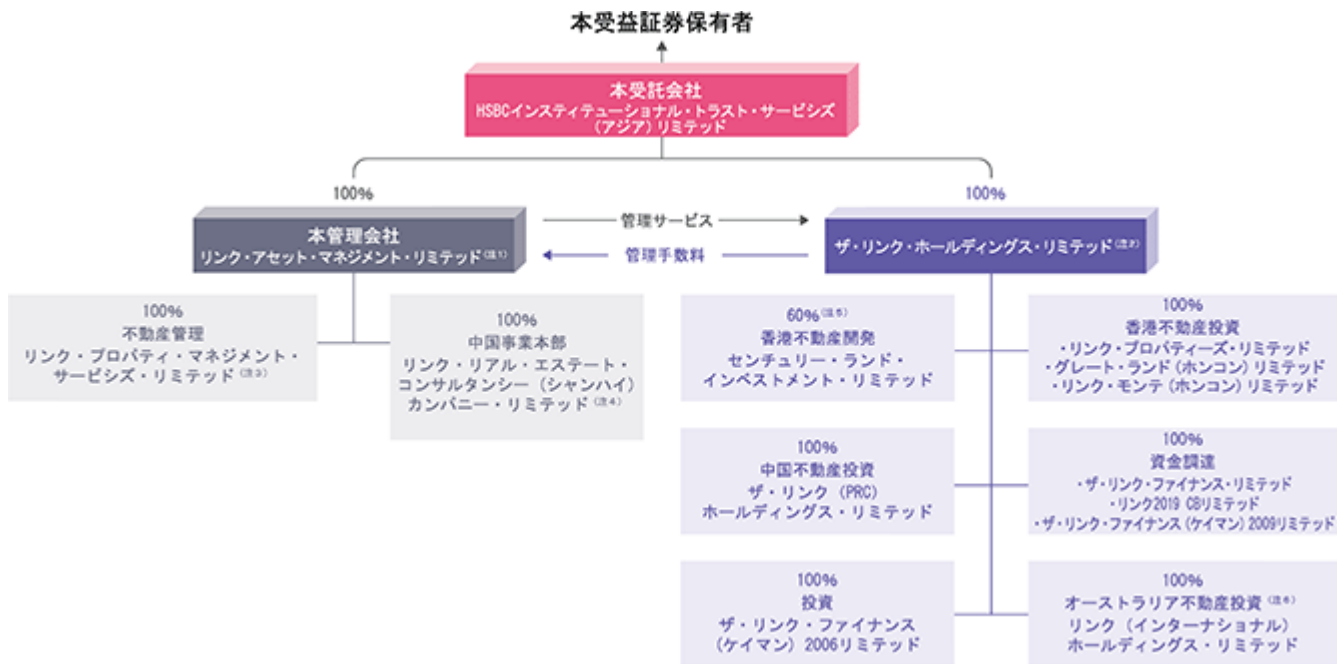 本受益証券保有者
本受託会社
HSBCインスティテューショナル・トラスト・サービシズ
(アジア) リミテッド
100%
100%
本管理会社
リンク・アセット・マネジメント・リミテッド(注1)
管理サービス
管理手数料
ザ・リンク・ホールディングス・リミテッド(注2)
100%
不動産管理
リンク・プロパティ・マネジメント・
サービシズ・リミテッド(注3)
100%
中国事業本部
リンク・リアル・エステート・
コンサルタンシー (シャンハイ)
カンパニー・リミテッド(注4)
60%(注5)
香港不動産開発
センチュリー・ランド・
インベストメント・リミテッド
100%
香港不動産投資
・リンク・プロパティーズ・リミテッド
・グレート・ランド (ホンコン) リミテッド
・リンク・モンテ (ホンコン) リミテッド
100%
中国不動産投資
ザ・リンク (PRC)
ホールディングス・リミテッド
100%
資金調達
・ザ・リンク・ファイナンス・リミテッド
・リンク2019 CBリミテッド
・ザ・リンク・ファイナンス (ケイマン) 2009リミテッド
100%
投資
ザ・リンク・ファイナンス
(ケイマン) 2006リミテッド
100%
オーストラリア不動産投資(注6)
リンク (インターナショナル)
ホールディングス・リミテッド